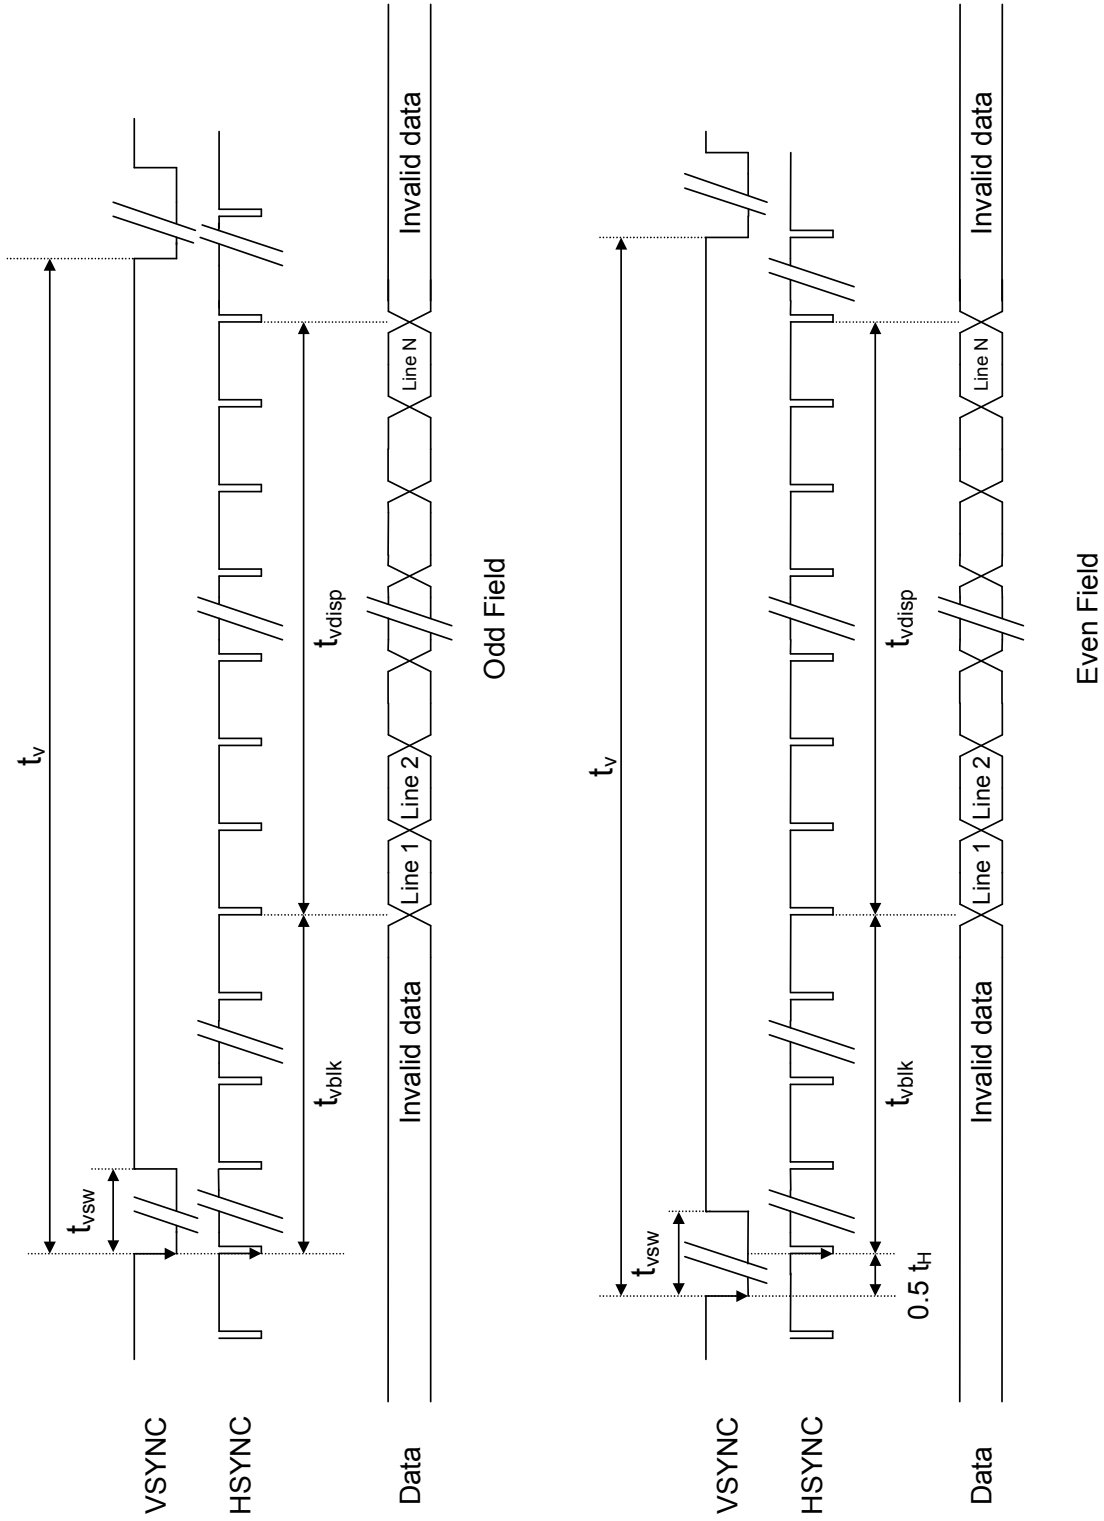 t_v
t_vsw
VSYNC
HSYNC
t_vblk
t_vdisp
Data
Invalid data
Line 1
Line 2
Line N
Invalid data
Odd Field
t_v
t_vsw
VSYNC
HSYNC
0.5 t_H
t_vblk
t_vdisp
Data
Invalid data
Line 1
Line 2
Line N
Invalid data
Even Field